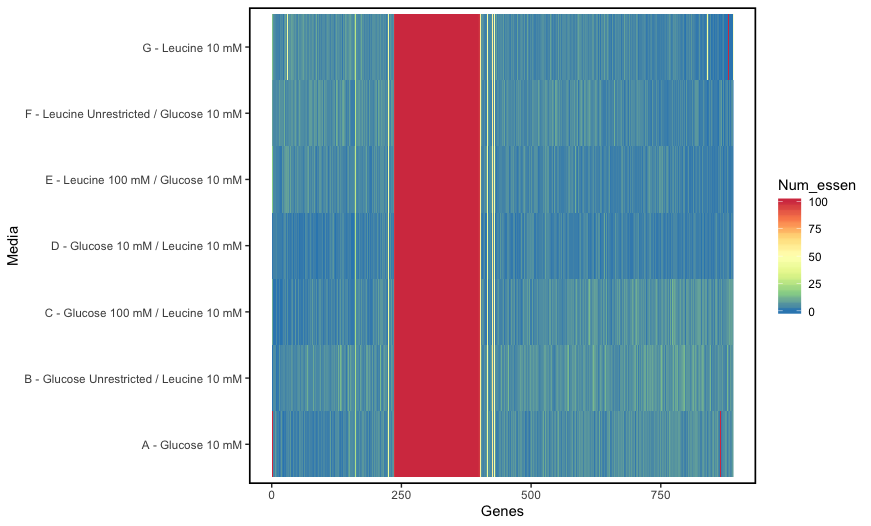 G - Leucine 10 mM
F - Leucine Unrestricted / Glucose 10 mM
E - Leucine 100 mM / Glucose 10 mM
D - Glucose 10 mM / Leucine 10 mM
C - Glucose 100 mM / Leucine 10 mM
B - Glucose Unrestricted / Leucine 10 mM
A - Glucose 10 mM
Media
0 250 500 750
Genes
Num_essen
100
75
50
25
0